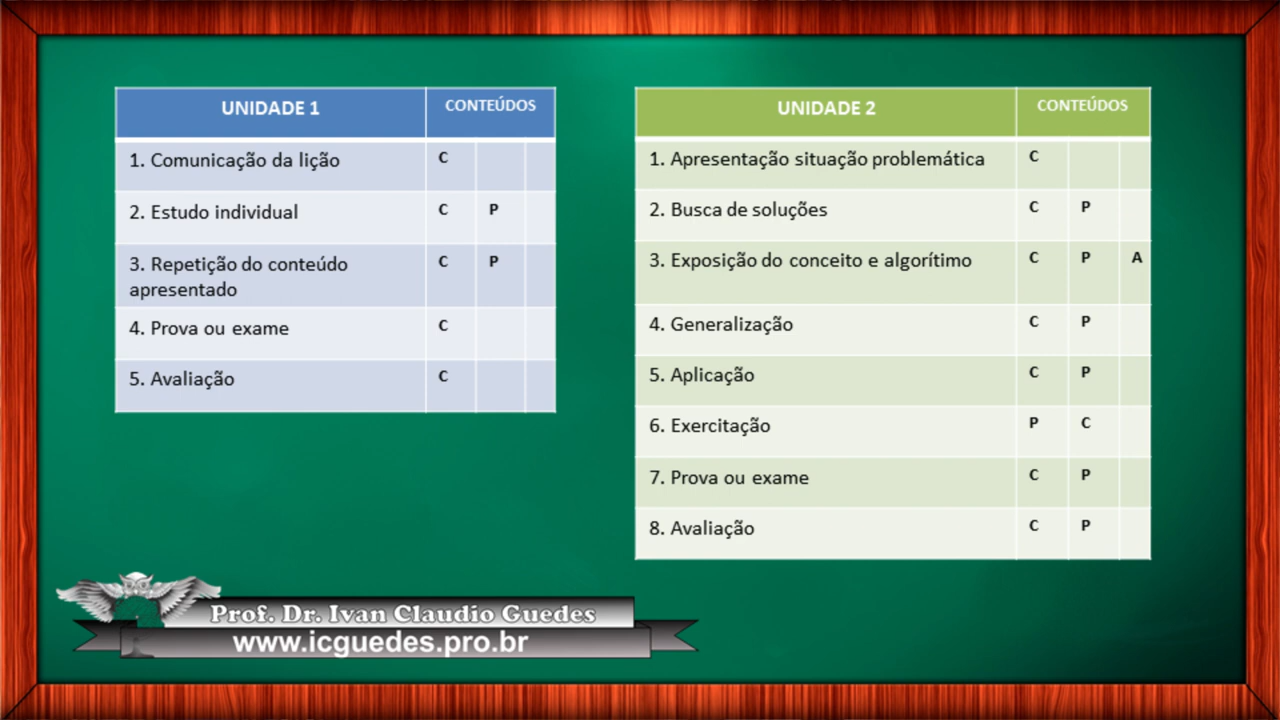 UNIDADE 1 CONTEÚDOS
1. Comunicação da lição C
2. Estudo individual C P
3. Repetição do conteúdo C P
apresentado
4. Prova ou exame C
5. Avaliação C
UNIDADE 2 CONTEÚDOS
1. Apresentação situação problemática C
2. Busca de soluções C P
3. Exposição do conceito e algorítimo C P A
4. Generalização C P
5. Aplicação C P
6. Exercitação P C
7. Prova ou exame C P
8. Avaliação C P
Prof. Dr. Ivan Claudio Guedes
www.icguedes.pro.br